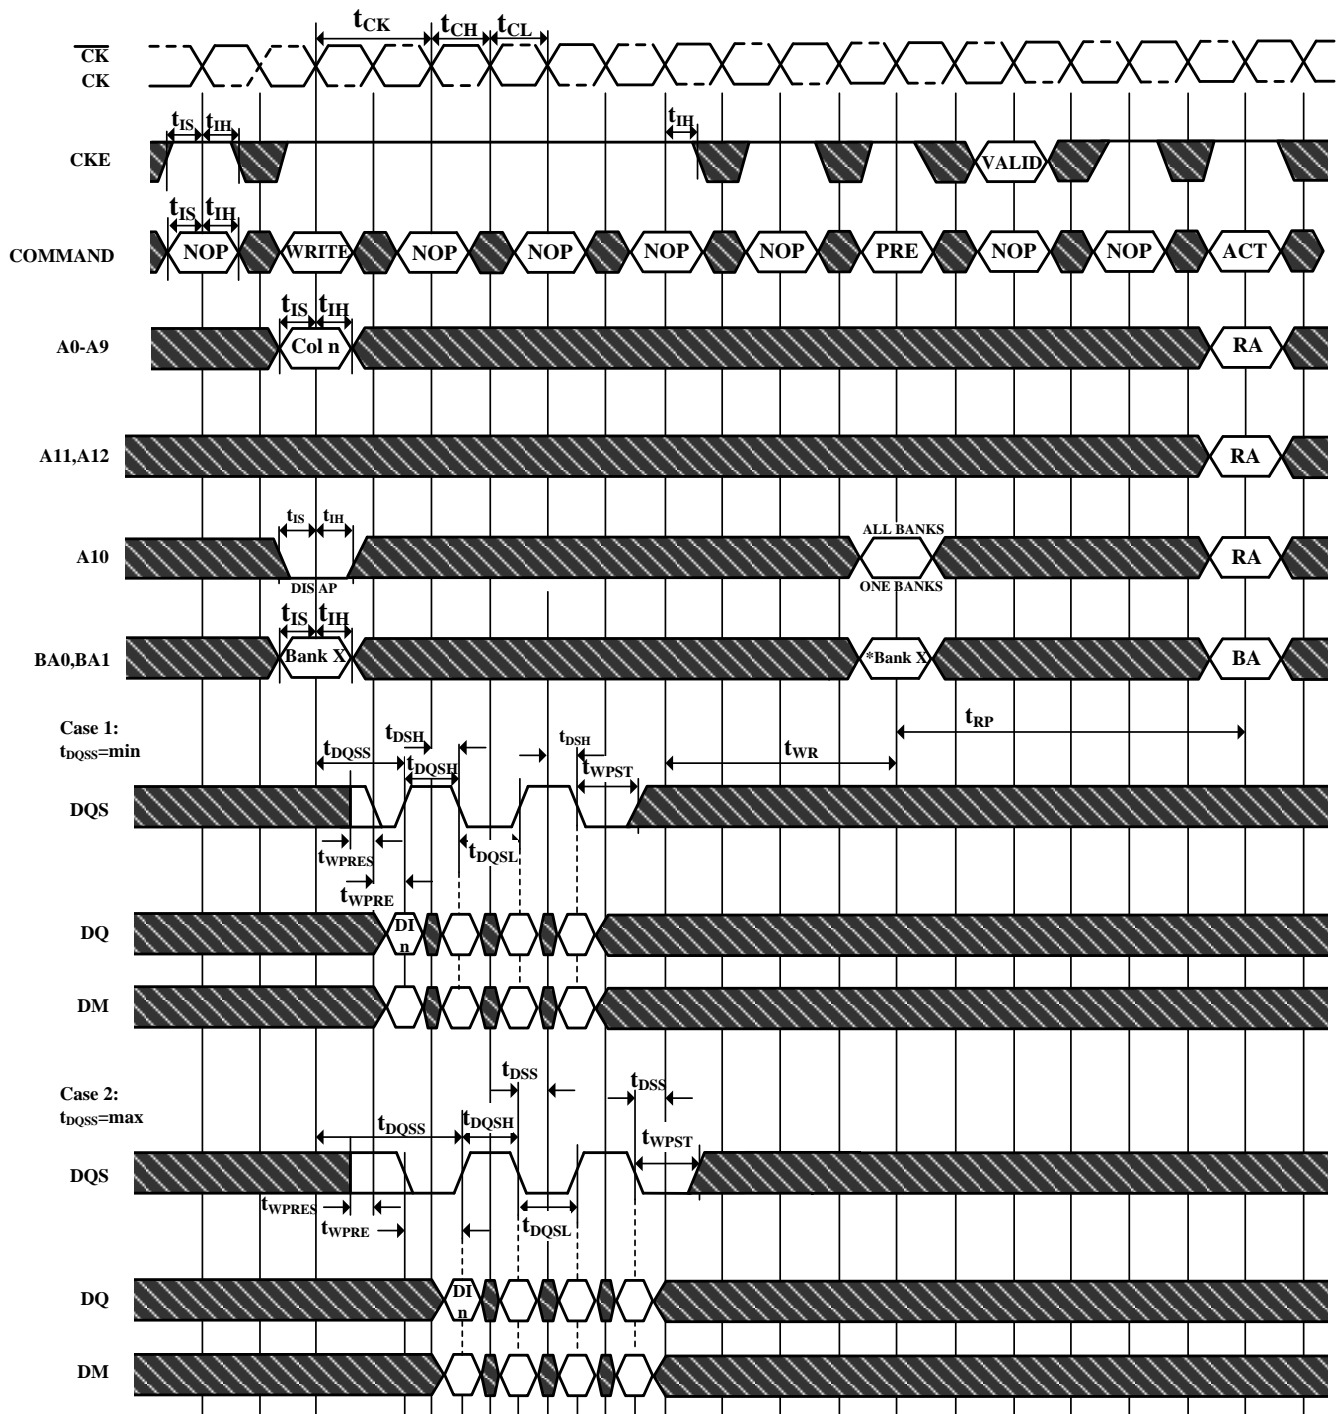 tCK tCH tCL
CK
CK
tIS tIH tIH
CKE VALID
tIS tIH
COMMAND NOP WRITE NOP NOP NOP NOP PRE NOP NOP ACT
tIS tIH
A0-A9 Col n RA
A11,A12 RA
tIS tIH ALL BANKS
A10 RA
DIS AP ONE BANKS
tIS tIH
BA0,BA1 Bank X *Bank X BA
Case 1:
tDQSS=min
tDSH tDSH tRP
tDQSS tWR
tDQSH tWPST
DQS
tWPRES tDQSL
tWPRE
DQ DI n
DM
Case 2:
tDQSS=max
tDSS tDSS
tDQSS tDQSH tWPST
DQS
tWPRES tDQSL
tWPRE
DQ DI n
DM